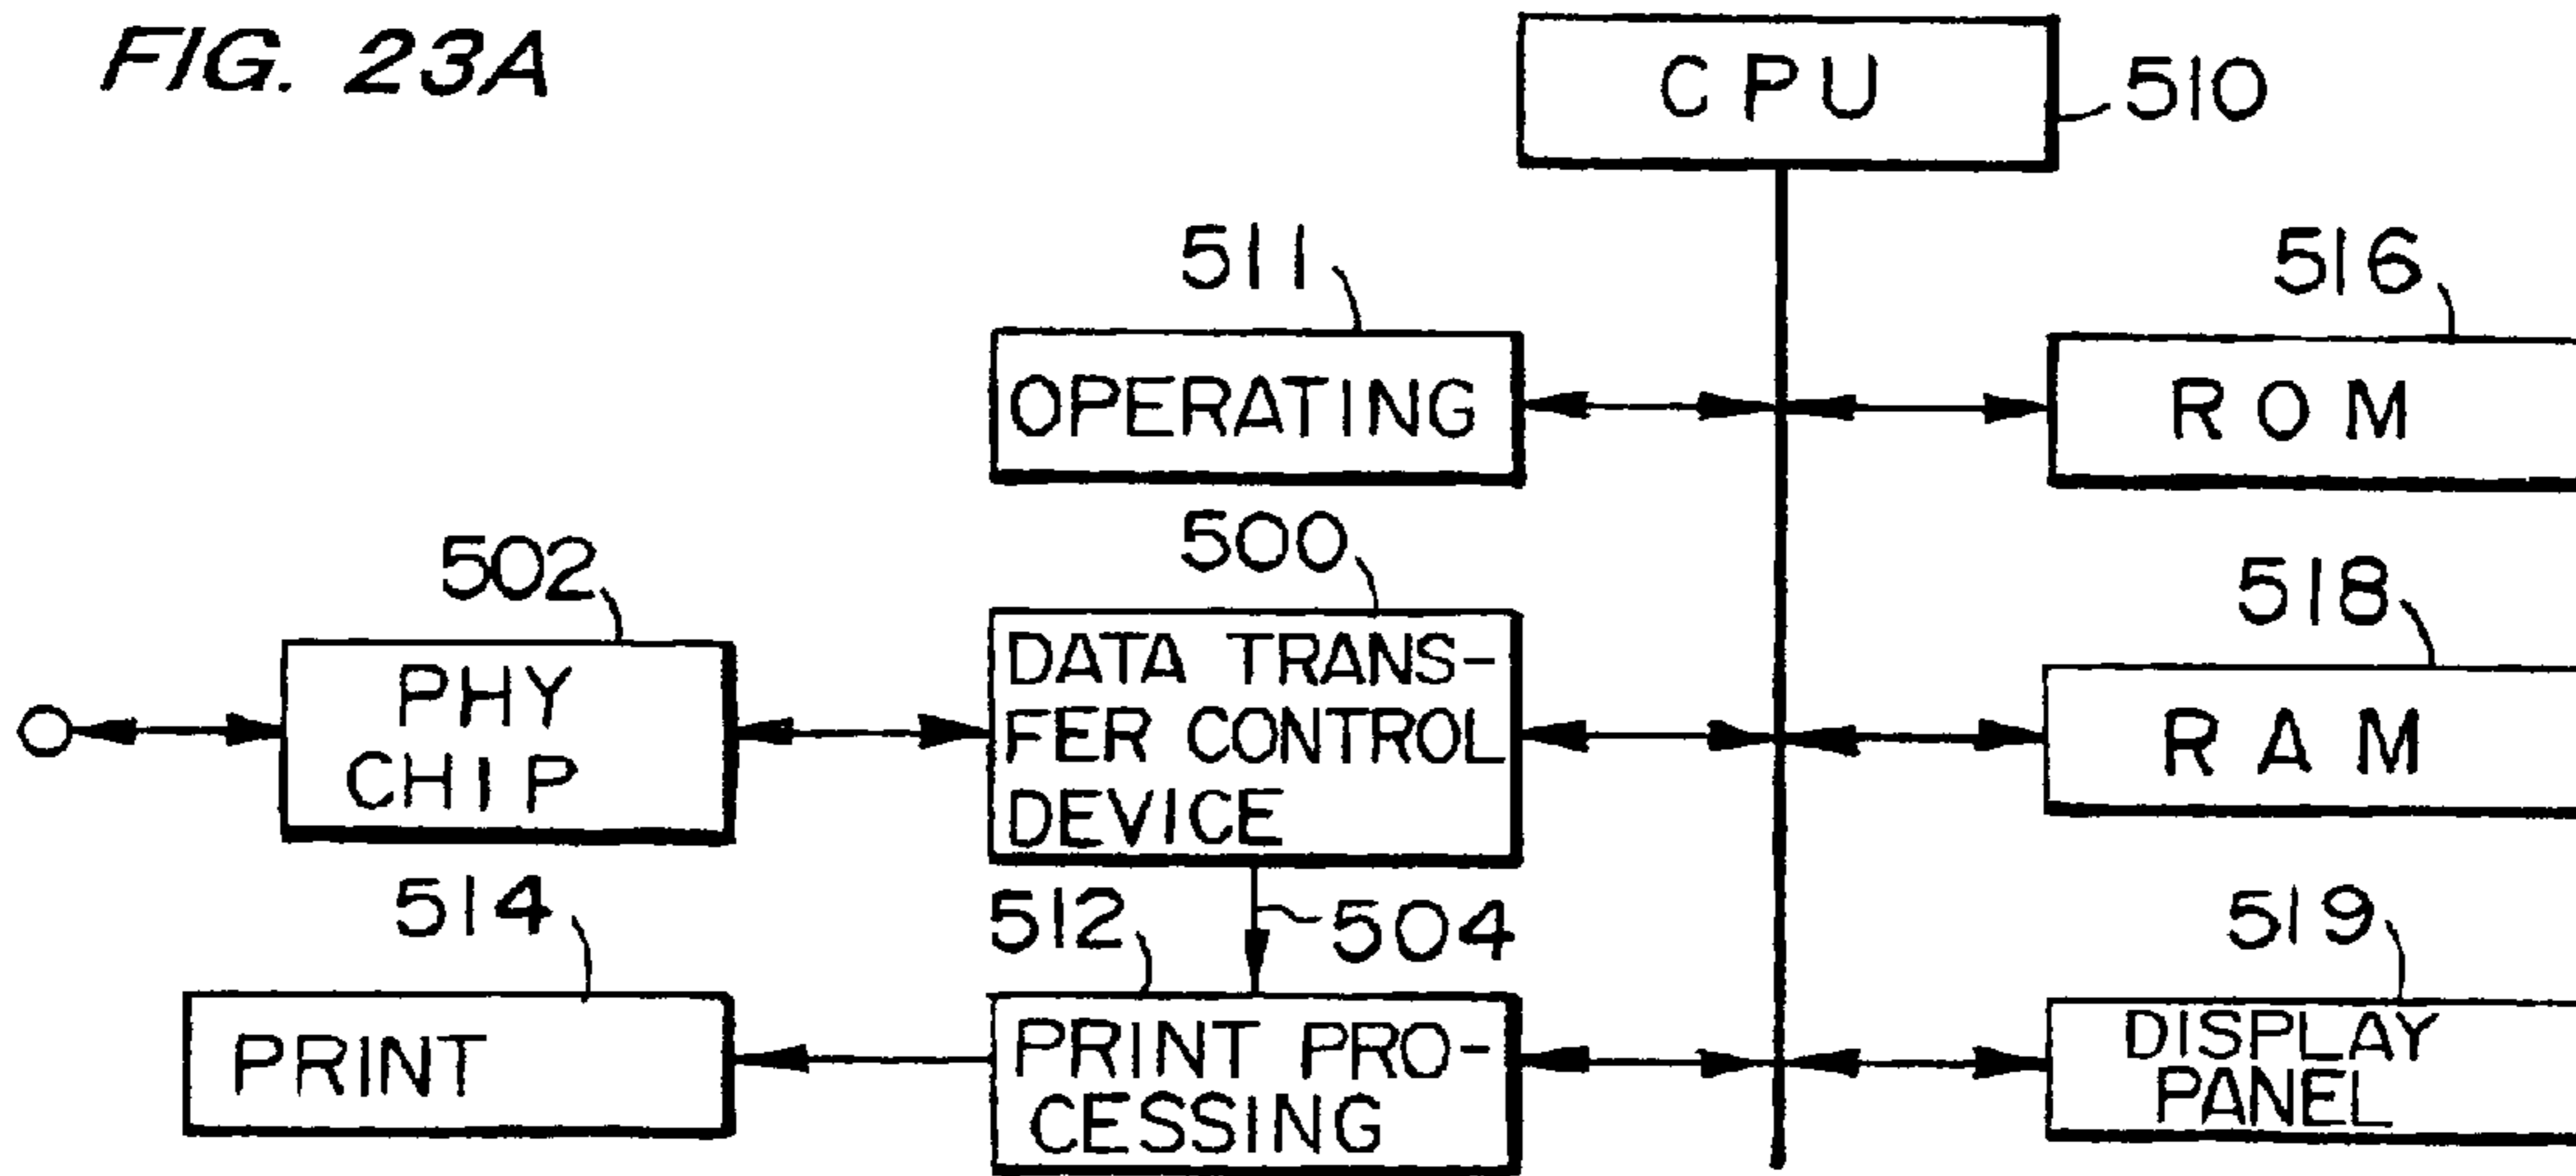 FIG. 23A
CPU
510
511
OPERATING
516
ROM
502
PHY
CHIP
500
DATA TRANS-
FER CONTROL
DEVICE
518
RAM
514
PRINT
512
504
PRINT PRO-
CESSING
519
DISPLAY
PANEL